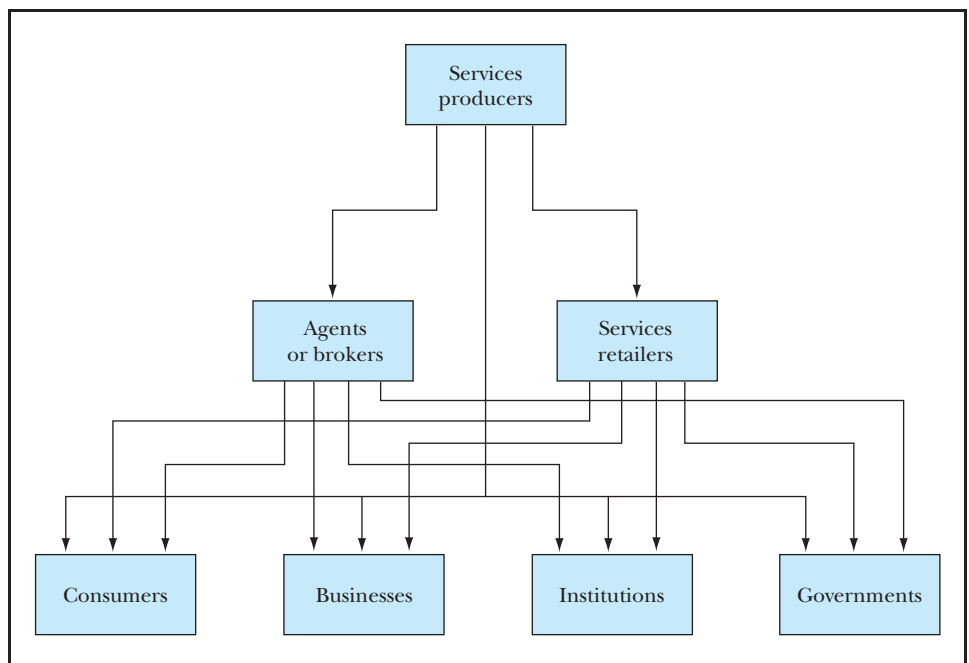 Services
producers
Agents
or brokers
Services
retailers
Consumers
Businesses
Institutions
Governments